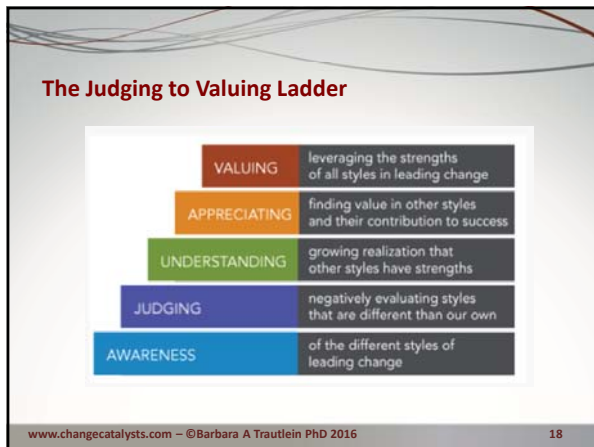 The Judging to Valuing Ladder
VALUING
leveraging the strengths
of all styles in leading change
APPRECIATING
finding value in other styles
and their contribution to success
UNDERSTANDING
growing realization that
other styles have strengths
JUDGING
negatively evaluating styles
that are different than our own
AWARENESS
of the different styles of
leading change
www.changecatalysts.com – ©Barbara A Trautlein PhD 2016 18